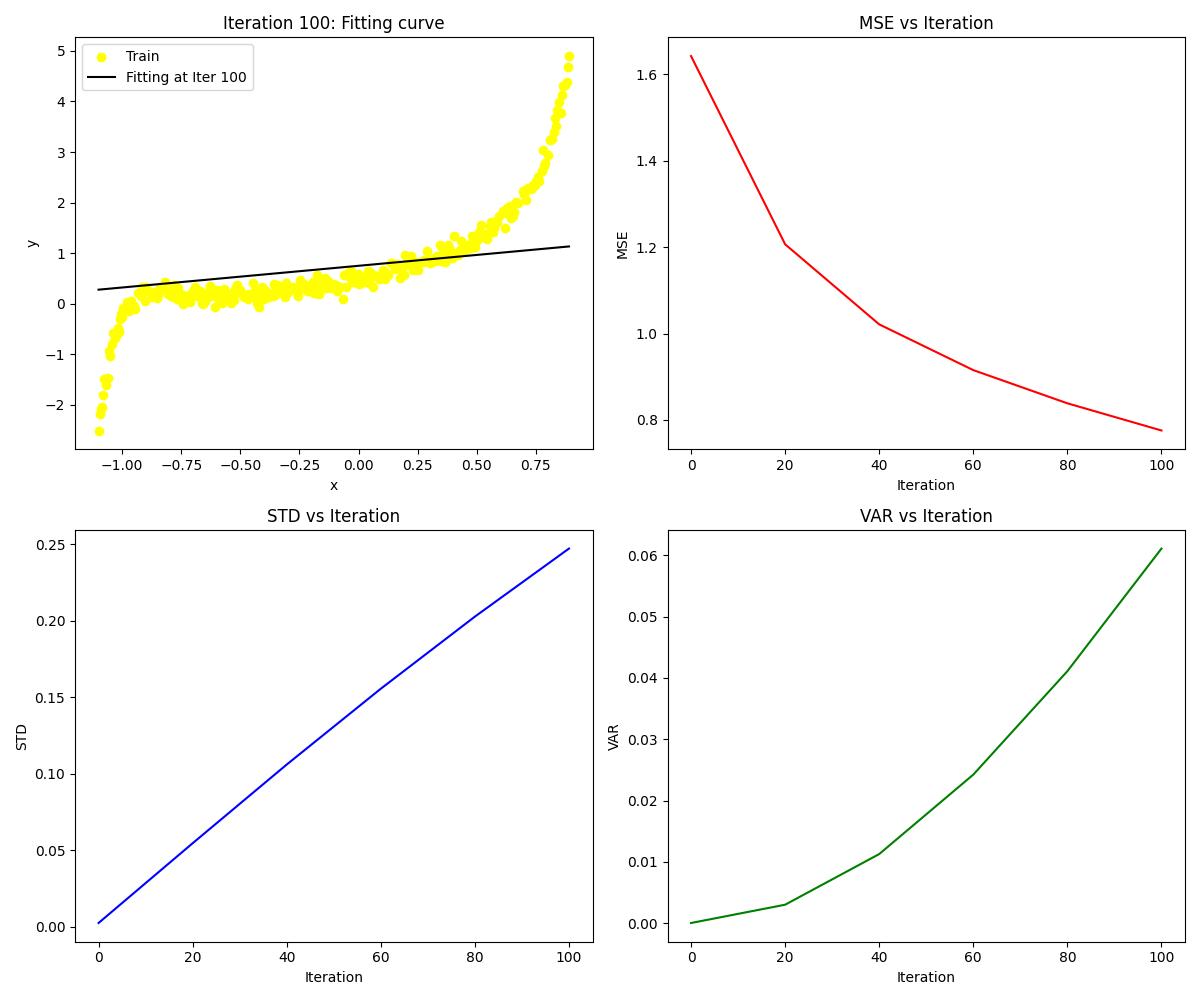 Iteration 100: Fitting curve
Train
Fitting at Iter 100
5
4
3
2
1
0
−1
−2
y
−1.00 −0.75 −0.50 −0.25 0.00 0.25 0.50 0.75
x
MSE vs Iteration
1.6
1.4
1.2
1.0
0.8
MSE
0 20 40 60 80 100
Iteration
STD vs Iteration
0.25
0.20
0.15
0.10
0.05
0.00
STD
0 20 40 60 80 100
Iteration
VAR vs Iteration
0.06
0.05
0.04
0.03
0.02
0.01
0.00
VAR
0 20 40 60 80 100
Iteration